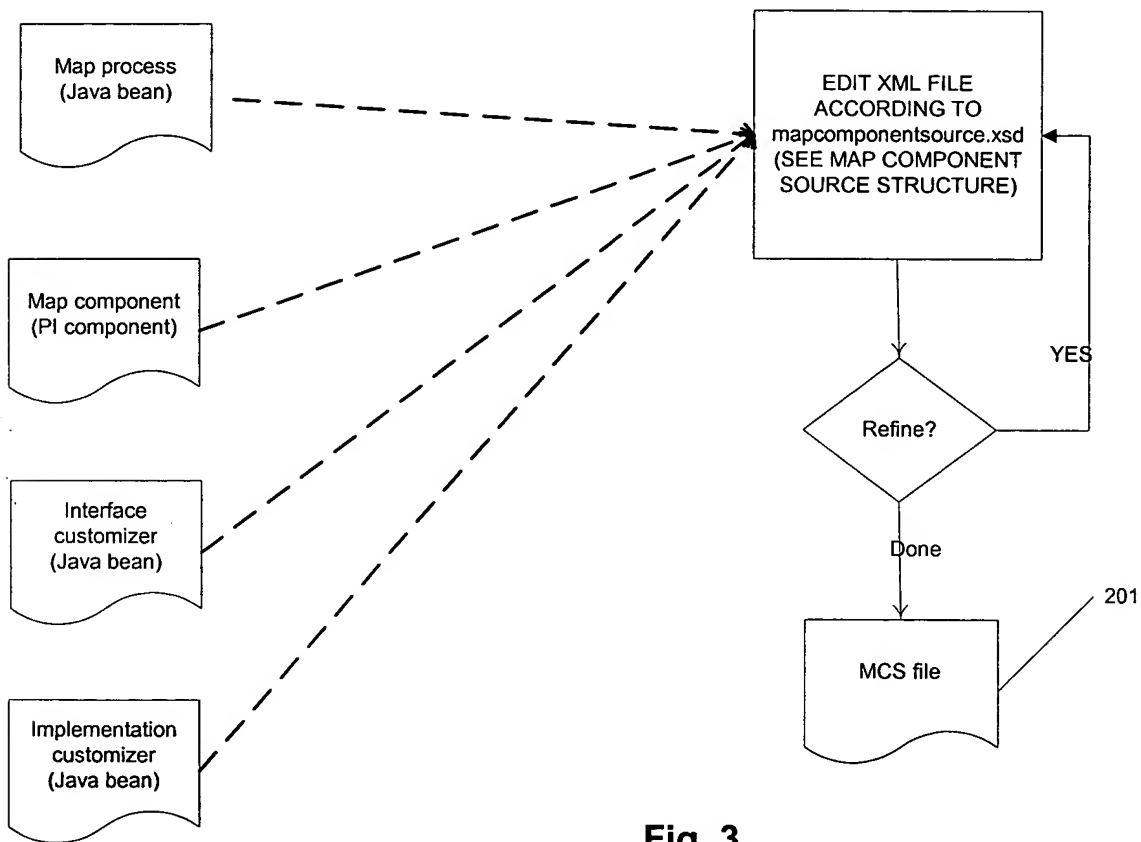 Map process
(Java bean)
EDIT XML FILE
ACCORDING TO
mapcomponentsource.xsd
(SEE MAP COMPONENT
SOURCE STRUCTURE)
Map component
(PI component)
YES
Refine?
Interface
customizer
(Java bean)
Done
201
MCS file
Implementation
customizer
(Java bean)
Fig. 3